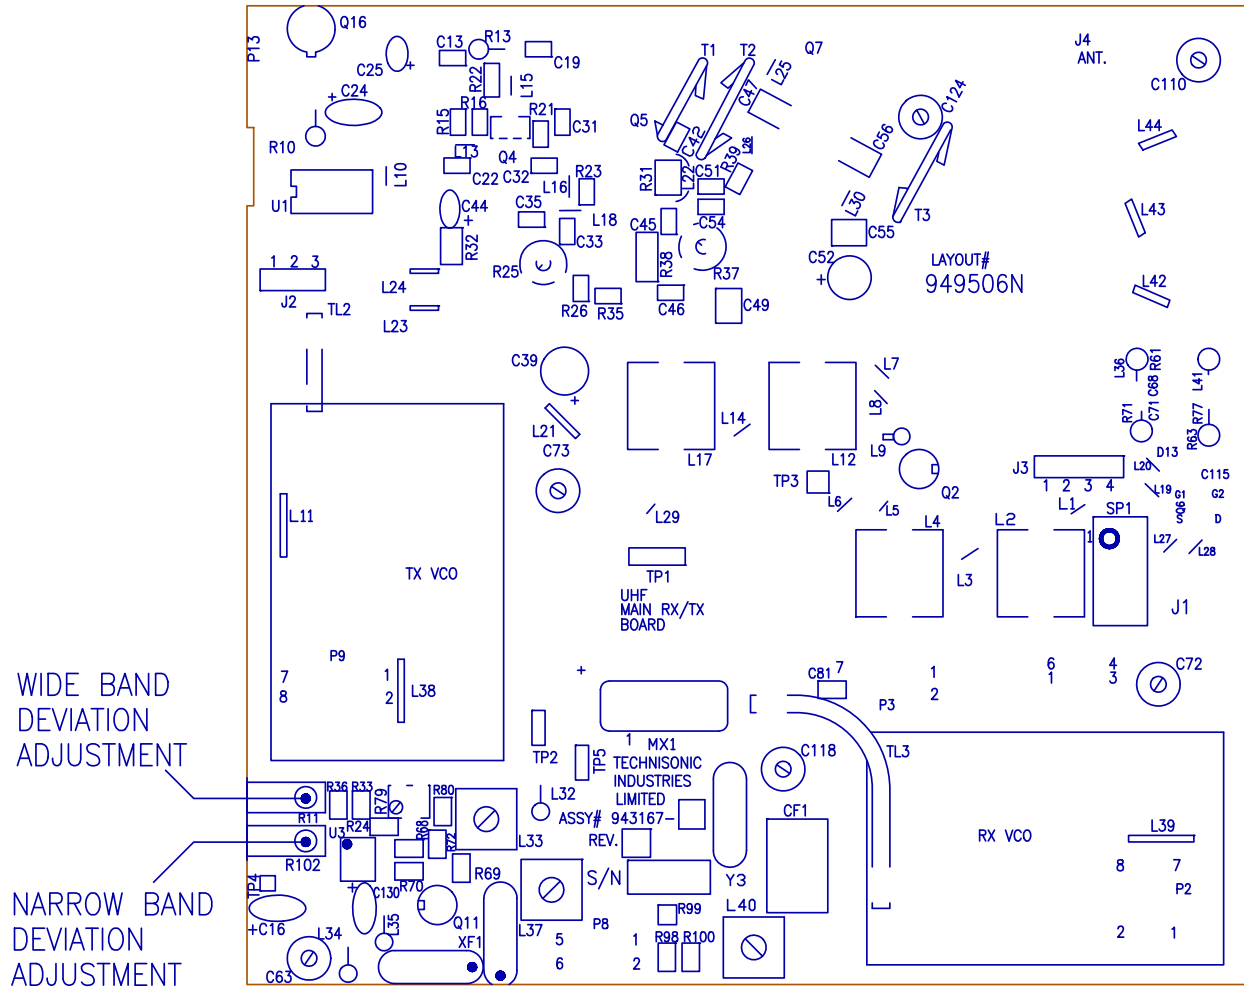 P13
Q16
C25
+
C13
R13
C19
R22
L15
T1
T2
Q7
L25
C47
J4
ANT.
C110
+
C24
R10
R15
R16
R21
C31
Q4
L13
C22
C32
Q5
C42
L26
R39
C56
C124
L44
U1
L10
L16
R23
R31
L22
C51
C54
L30
C55
T3
L43
C44
+
R32
C35
L18
C33
C45
R38
R37
R25
C52
+
LAYOUT#
949506N
1 2 3
J2
TL2
L24
L23
R26
R35
C46
C49
L42
C39
+
L21
C73
L14
L17
L7
L8
L9
L12
L36
R61
C68
C71
R71
L41
R77
R63
TP3
Q2
J3
1 2 3 4
L20
D13
L19
C115
G1
G2
Q6
S
D
L11
L29
L6
L5
L4
L2
L1
SP1
1
L27
L28
TX VCO
TP1
L3
UHF
MAIN RX/TX
BOARD
J1
P9
7
8
1
2
L38
+
C81
7
1
2
P3
6
1
4
3
C72
WIDE BAND
DEVIATION
ADJUSTMENT
TP2
TP5
1
MX1
TECHNISONIC
INDUSTRIES
LIMITED
ASSY# 943167-
REV.
S/N
C118
TL3
R36
R33
R11
R79
R80
L32
L33
U3
R24
R68
R72
R102
CF1
RX VCO
L39
8
7
P2
2
1
NARROW BAND
DEVIATION
ADJUSTMENT
TP4
+
C16
+
C130
R70
R69
Y3
L40
Q11
XF1
L35
L34
C63
L37
P8
5
6
1
2
R99
R98
R100